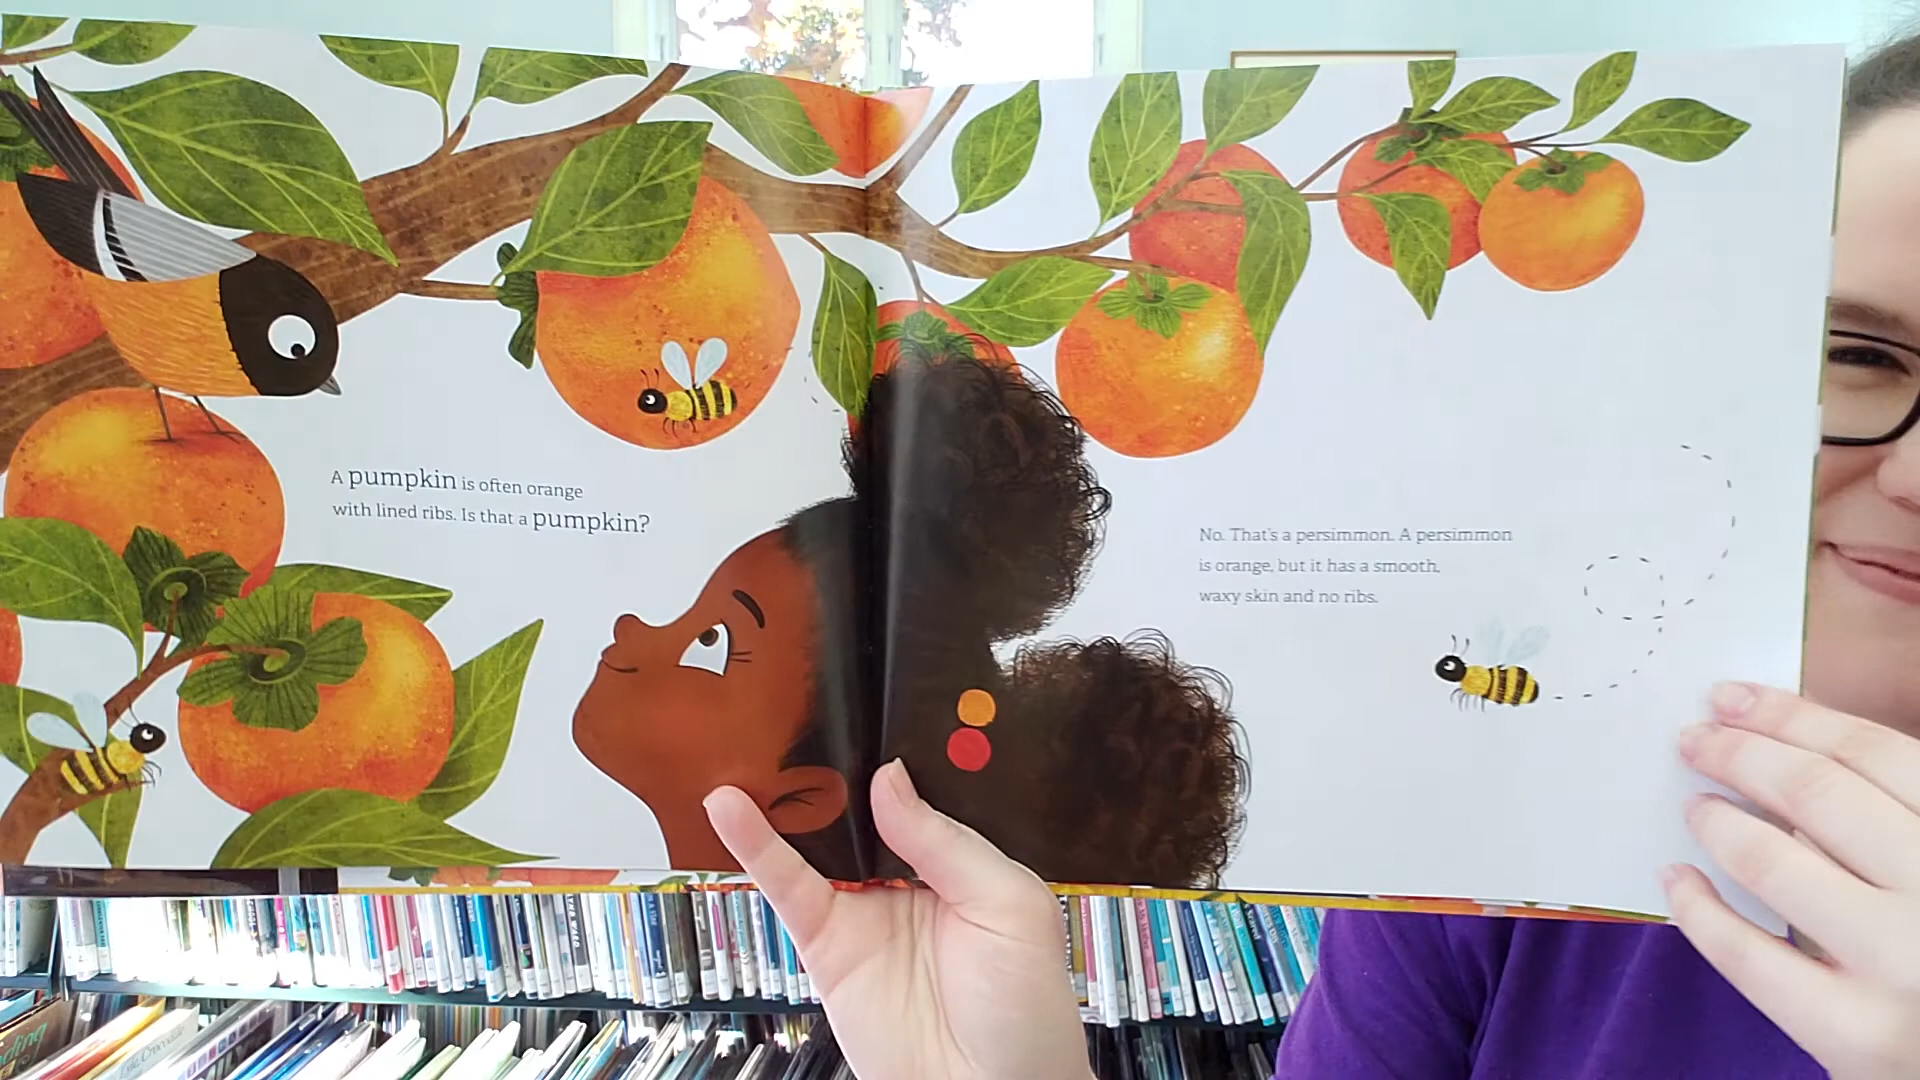 A pumpkin is often orange
with lined ribs. Is that a pumpkin?
No. That's a persimmon. A persimmon
is orange, but it has a smooth,
waxy skin and no ribs.